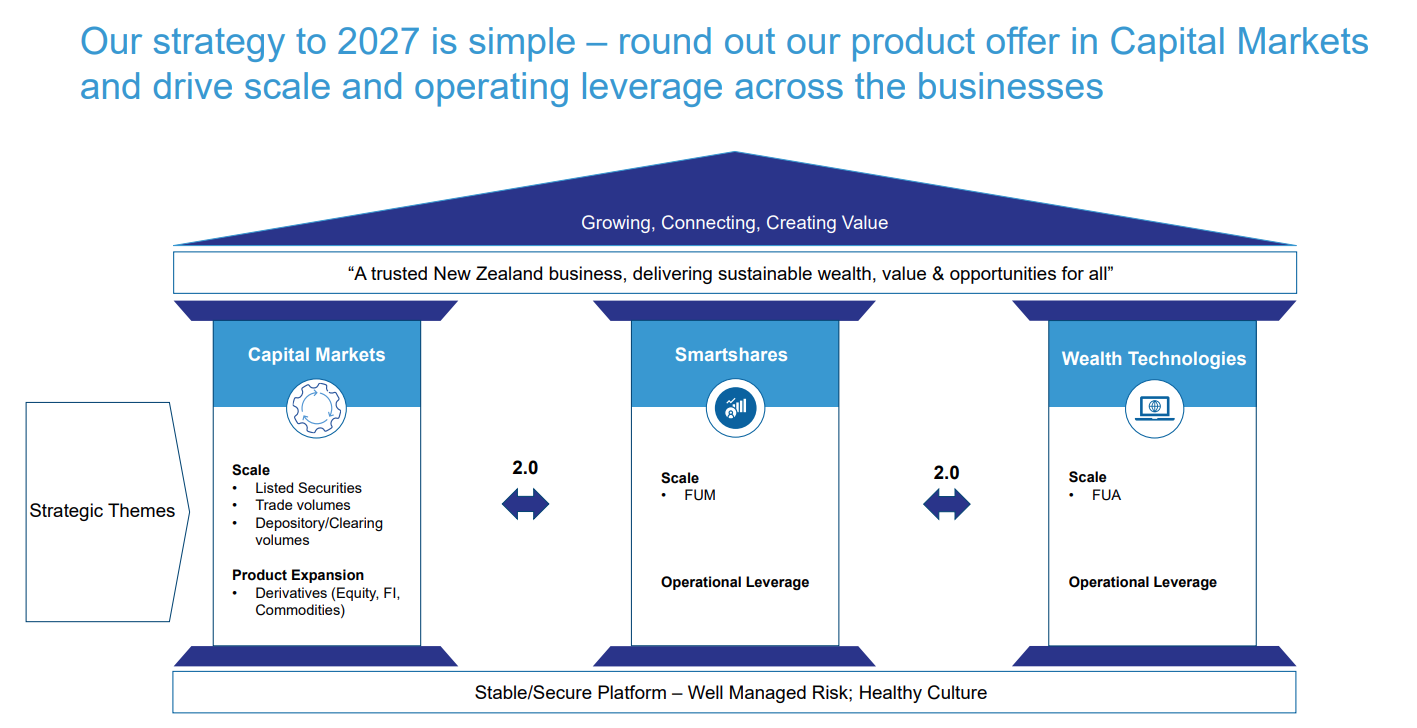 Our strategy to 2027 is simple – round out our product offer in Capital Markets
and drive scale and operating leverage across the businesses
Growing, Connecting, Creating Value
“A trusted New Zealand business, delivering sustainable wealth, value & opportunities for all”
Strategic Themes
Capital Markets
Scale
• Listed Securities
• Trade volumes
• Depository/Clearing
volumes
Product Expansion
• Derivatives (Equity, FI,
Commodities)
2.0
Smartshares
Scale
• FUM
Operational Leverage
2.0
Wealth Technologies
Scale
• FUA
Operational Leverage
Stable/Secure Platform – Well Managed Risk; Healthy Culture